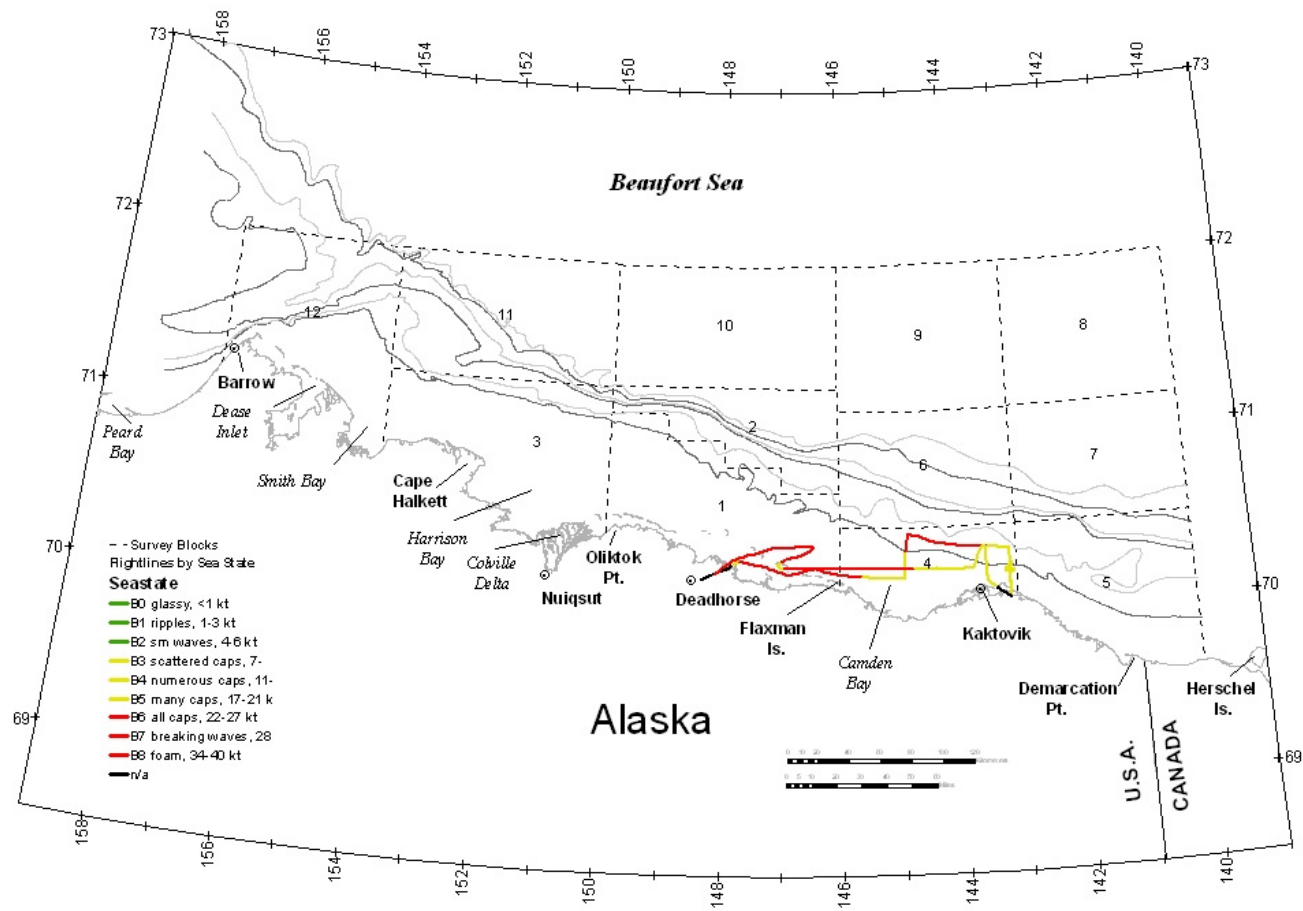 158
156
154
152
150
148
146
144
142
140
73
73
Beaufort Sea
72
72
12
11
10
9
8
71
71
Barrow
Dease
Inlet
Peard
Bay
Smith Bay
3
2
6
7
Cape
Halkett
Harrison
Bay
1
Colville
Delta
Oliktok
Pt.
4
5
70
70
Nuiqsut
Deadhorse
Flaxman
Is.
Camden
Bay
Kaktovik
Demarcation
Pt.
Herschel
Is.
Survey Blocks
Flightlines by Sea State
Seastate
B0 glassy, <1 kt
B1 ripples, 1-3 kt
B2 sm waves, 4-6 kt
B3 scattered caps, 7-
B4 numerous caps, 11-
B5 many caps, 17-21 k
B6 all caps, 22-27 kt
B7 breaking waves, 28
B8 foam, 34-40 kt
n/a
Alaska
69
69
U.S.A.
CANADA
158
156
154
152
150
148
146
144
142
140